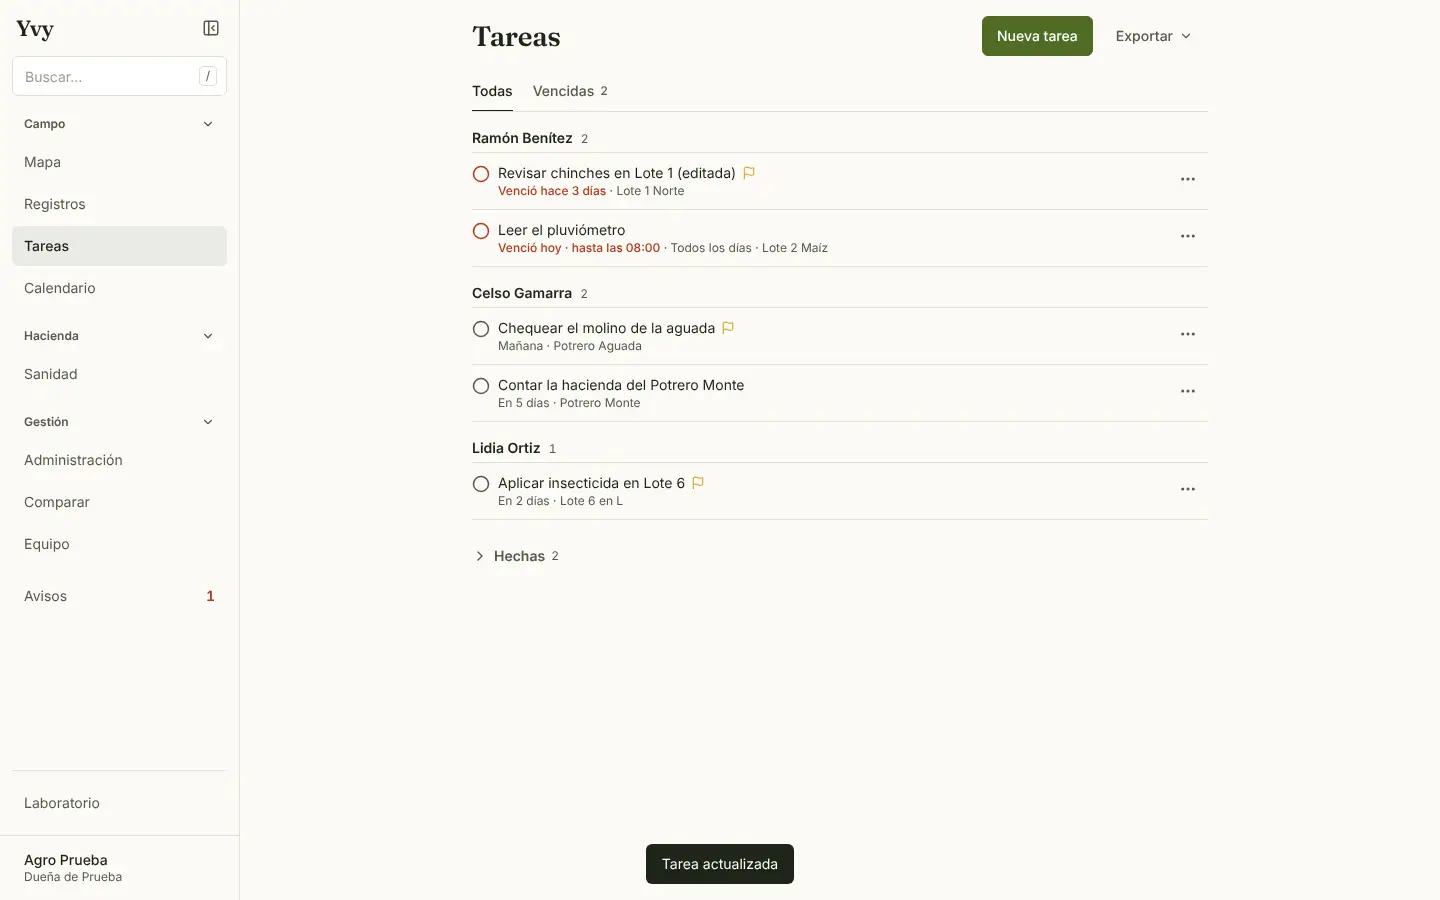 Yvy
Buscar...
/
Campo
Mapa
Registros
Tareas
Calendario
Hacienda
Sanidad
Gestión
Administración
Comparar
Equipo
Avisos 1
Laboratorio
Agro Prueba
Dueña de Prueba
Tareas
Nueva tarea
Exportar
Todas
Vencidas 2
Ramón Benítez 2
Revisar chinches en Lote 1 (editada)
Venció hace 3 días · Lote 1 Norte
Leer el pluviómetro
Venció hoy · hasta las 08:00 · Todos los días · Lote 2 Maíz
Celso Gamarra 2
Chequear el molino de la aguada
Mañana · Potrero Aguada
Contar la hacienda del Potrero Monte
En 5 días · Potrero Monte
Lidia Ortiz 1
Aplicar insecticida en Lote 6
En 2 días · Lote 6 en L
Hechas 2
Tarea actualizada